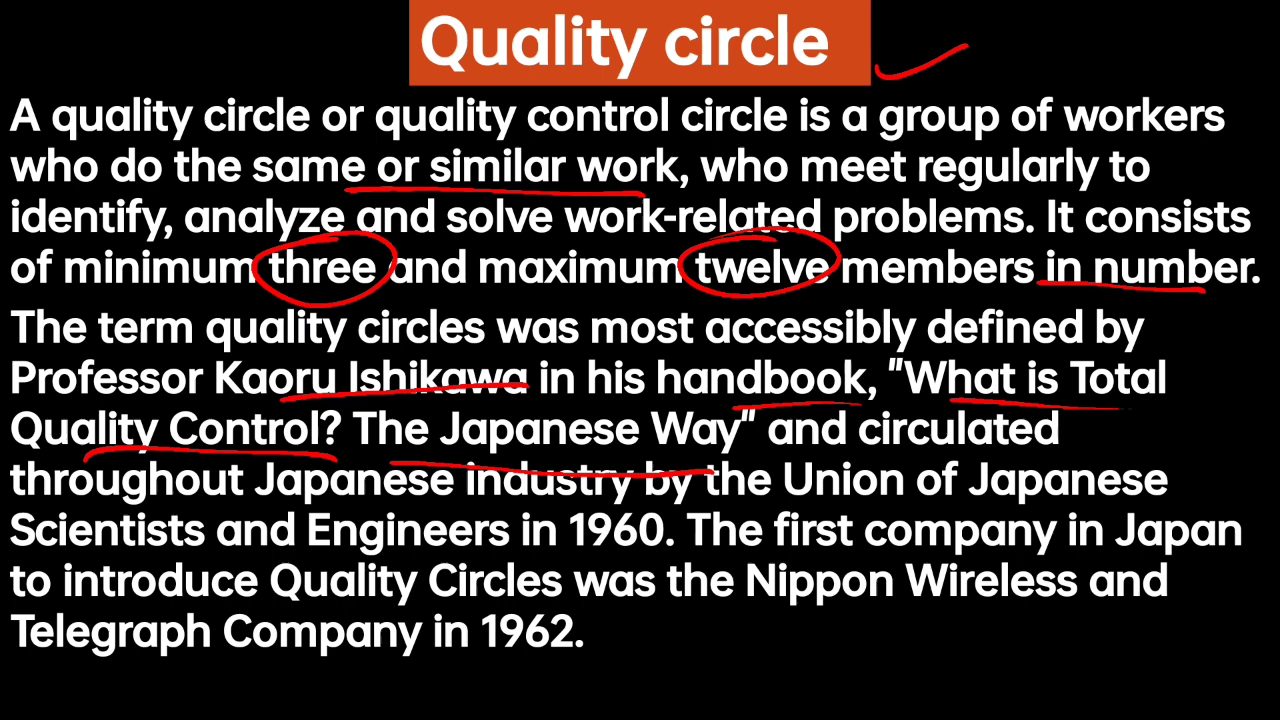 Quality circle
A quality circle or quality control circle is a group of workers
who do the same or similar work, who meet regularly to
identify, analyze and solve work-related problems. It consists
of minimum three and maximum twelve members in number.
The term quality circles was most accessibly defined by
Professor Kaoru Ishikawa in his handbook, "What is Total
Quality Control? The Japanese Way" and circulated
throughout Japanese industry by the Union of Japanese
Scientists and Engineers in 1960. The first company in Japan
to introduce Quality Circles was the Nippon Wireless and
Telegraph Company in 1962.